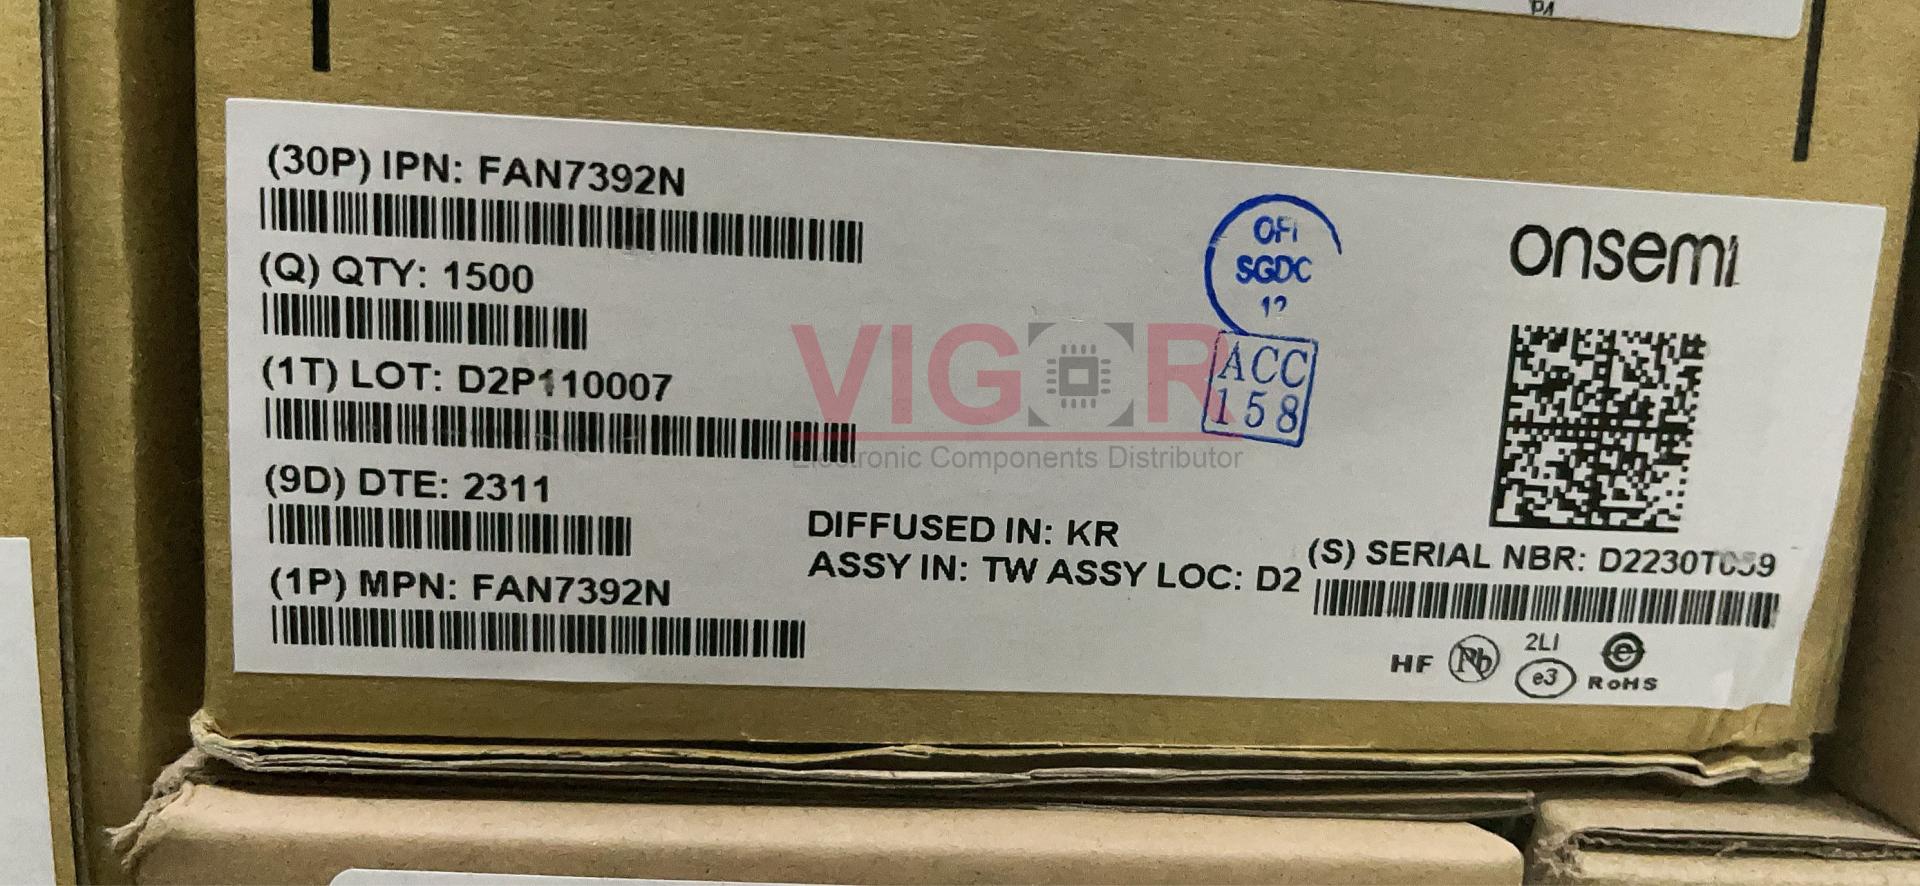 P4
(30P) IPN: FAN7392N
(Q) QTY: 1500
(1T) LOT: D2P110007
(9D) DTE: 2311
(1P) MPN: FAN7392N
OFI
SGDC
ACC
158
onsemi
VIGOR
Electronic Components Distributor
DIFFUSED IN: KR
ASSY IN: TW ASSY LOC: D2
(S) SERIAL NBR: D2230T059
HF
Pb
2LI
e3
e
RoHS